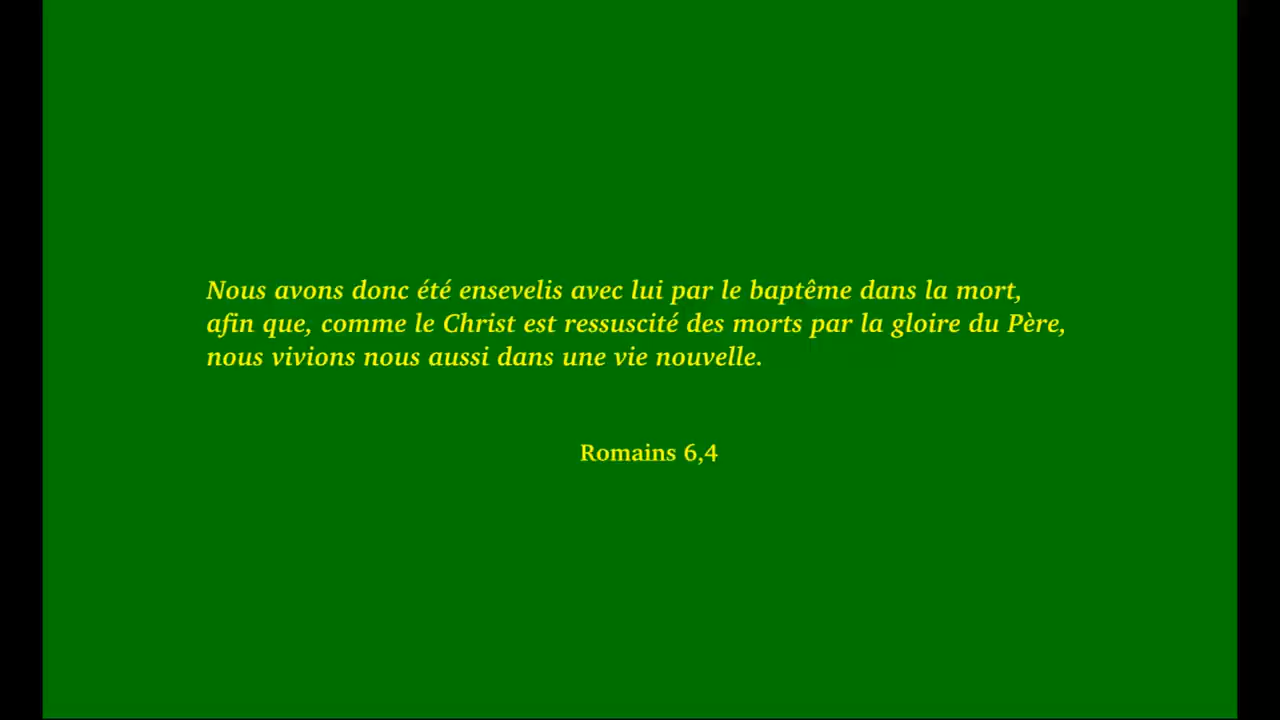 Nous avons donc été ensevelis avec lui par le baptême dans la mort,
afin que, comme le Christ est ressuscité des morts par la gloire du Père,
nous vivions nous aussi dans une vie nouvelle.
Romains 6,4